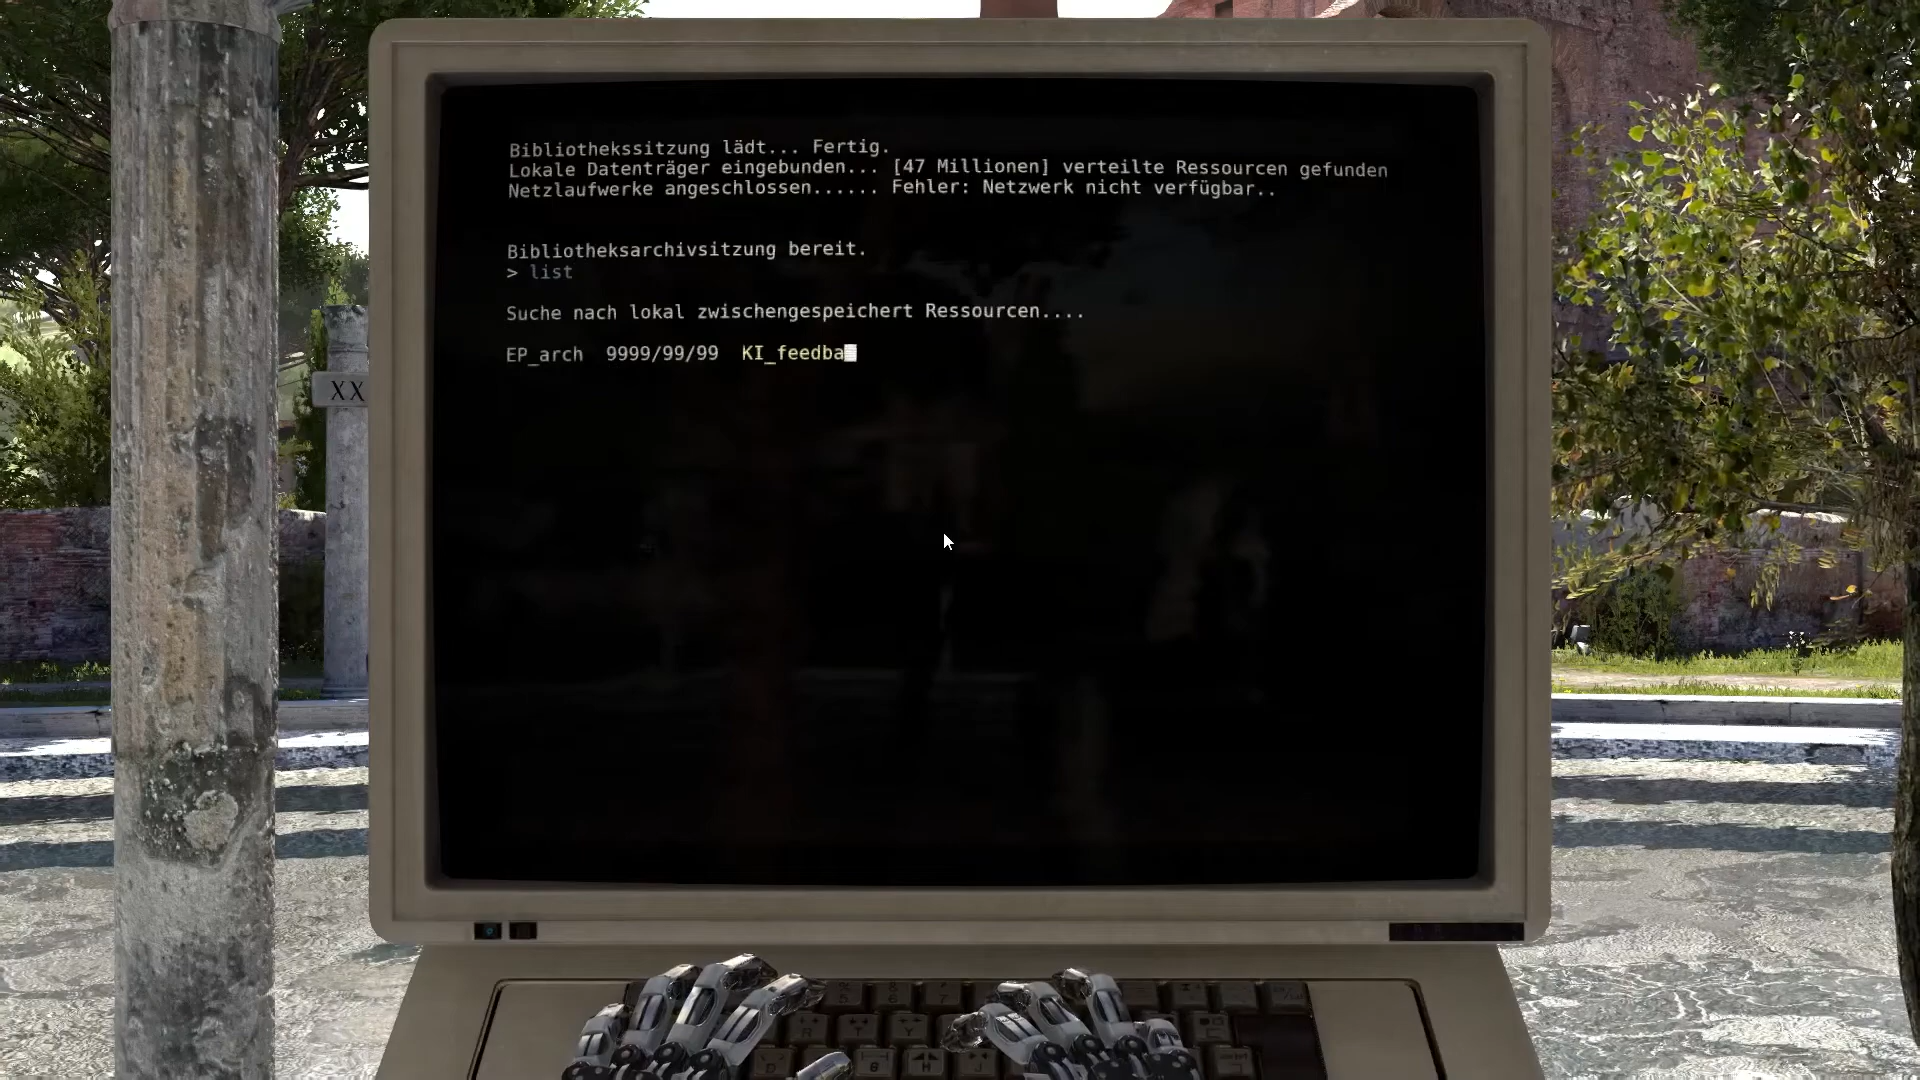 Bibliothekssitzung lädt... Fertig.
Lokale Datenträger eingebunden... [47 Millionen] verteilte Ressourcen gefunden
Netzlaufwerke angeschlossen...... Fehler: Netzwerk nicht verfügbar..
Bibliotheksarchivsitzung bereit.
> list
Suche nach lokal zwischengespeichert Ressourcen....
EP_arch 9999/99/99 KI_feedba
XX